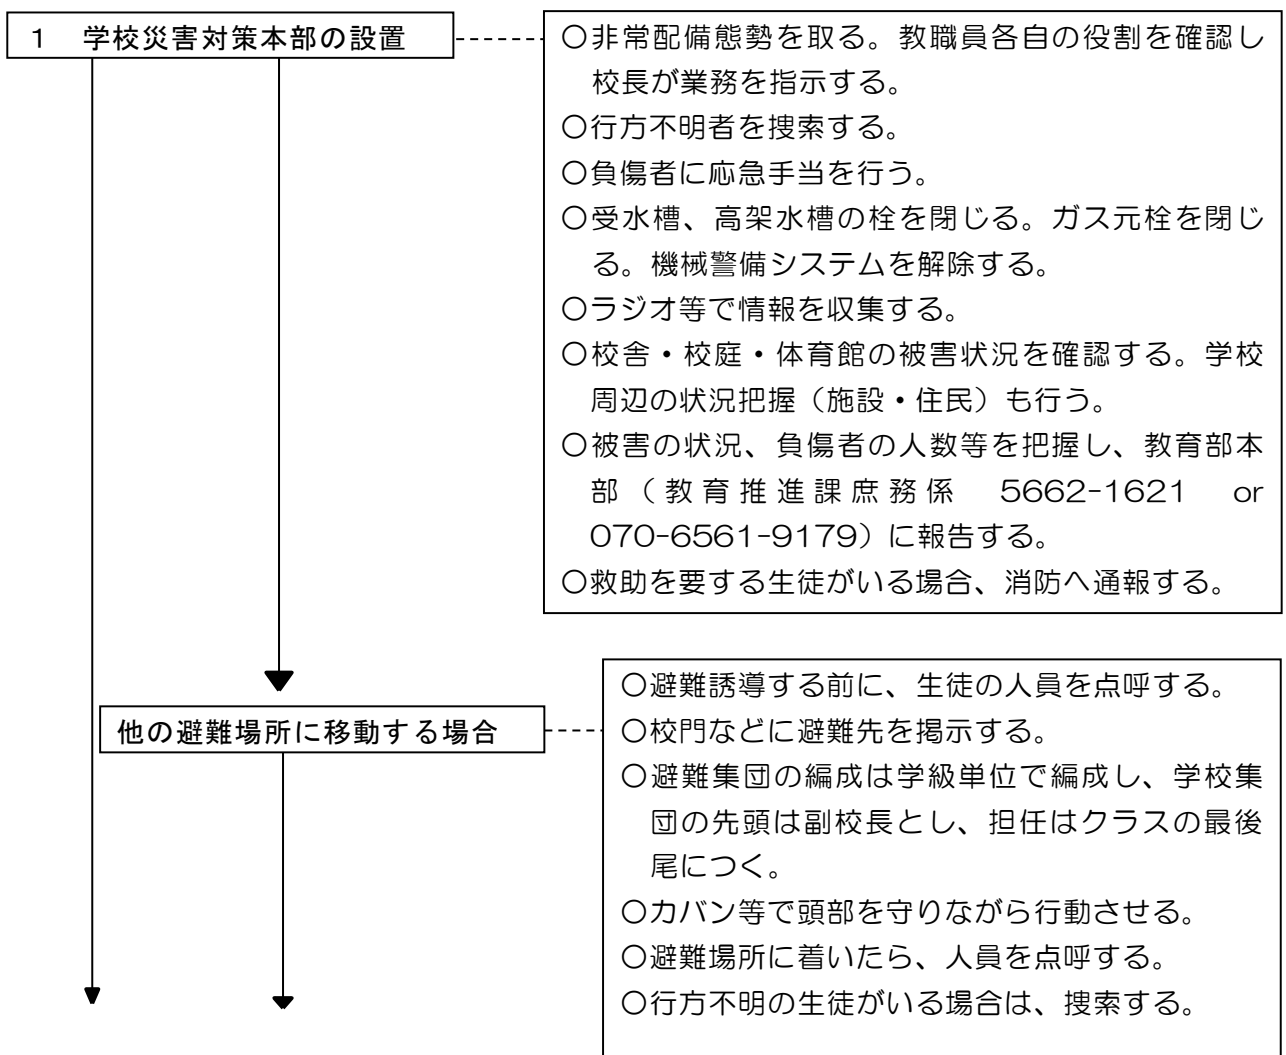 １　学校災害対策本部の設置
○非常配備態勢を取る。教職員各自の役割を確認し
校長が業務を指示する。
○行方不明者を捜索する。
○負傷者に応急手当を行う。
○受水槽、高架水槽の栓を閉じる。ガス元栓を閉じ
る。機械警備システムを解除する。
○ラジオ等で情報を収集する。
○校舎・校庭・体育館の被害状況を確認する。学校
周辺の状況把握（施設・住民）も行う。
○被害の状況、負傷者の人数等を把握し、教育部本
部（教育推進課庶務係　5662-1621　or
070-6561-9179）に報告する。
○救助を要する生徒がいる場合、消防へ通報する。
他の避難場所に移動する場合
○避難誘導する前に、生徒の人員を点呼する。
○校門などに避難先を掲示する。
○避難集団の編成は学級単位で編成し、学校集
団の先頭は副校長とし、担任はクラスの最後
尾につく。
○カバン等で頭部を守りながら行動させる。
○避難場所に着いたら、人員を点呼する。
○行方不明の生徒がいる場合は、捜索する。